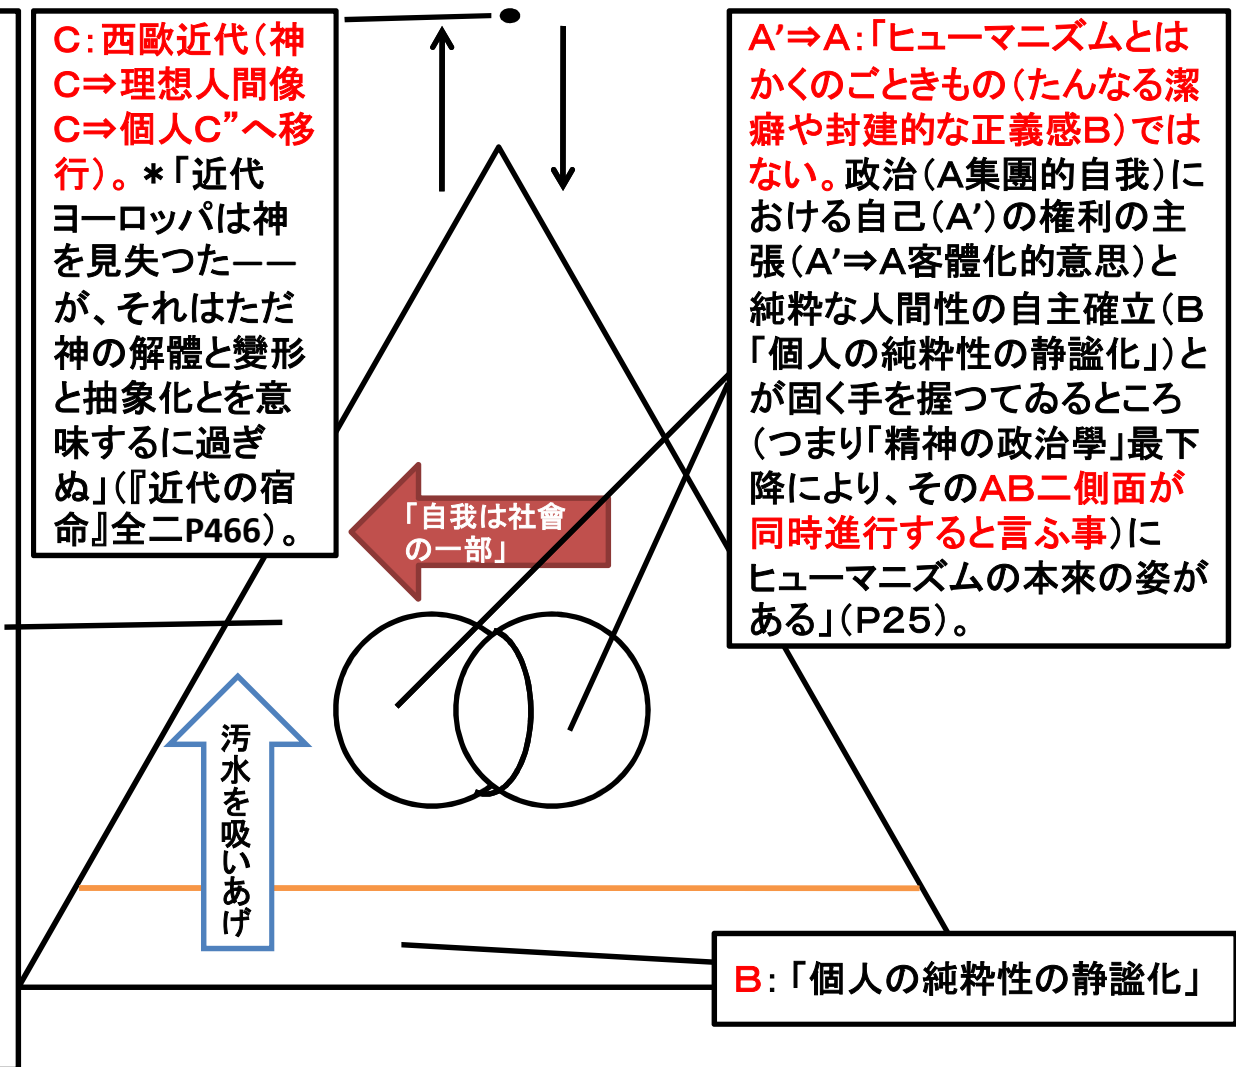 C:西歐近代(神
C⇒理想人間像
C⇒個人C”へ移
行)。*「近代
ヨーロッパは神
を見失つた——
が、それはただ
神の解體と變形
と抽象化とを意
味するに過ぎ
ぬ」(『近代の宿
命』全二P466)。
A’⇒A:「ヒューマニズムとは
かくのごときもの(たんなる潔
癖や封建的な正義感B)では
ない。政治(A集團的自我)に
おける自己(A’)の權利の主
張(A’⇒A客體化的意思)と
純粋な人間性の自主確立(B
「個人の純粋性の静謐化」)と
が固く手を握つてゐるところ
(つまり「精神の政治學」最下
降により、そのAB二側面が
同時進行すると言ふ事)に
ヒューマニズムの本來の姿が
ある」(P25)。
「自我は社會
の一部」
汚水を吸いあげ
B:「個人の純粋性の静謐化」